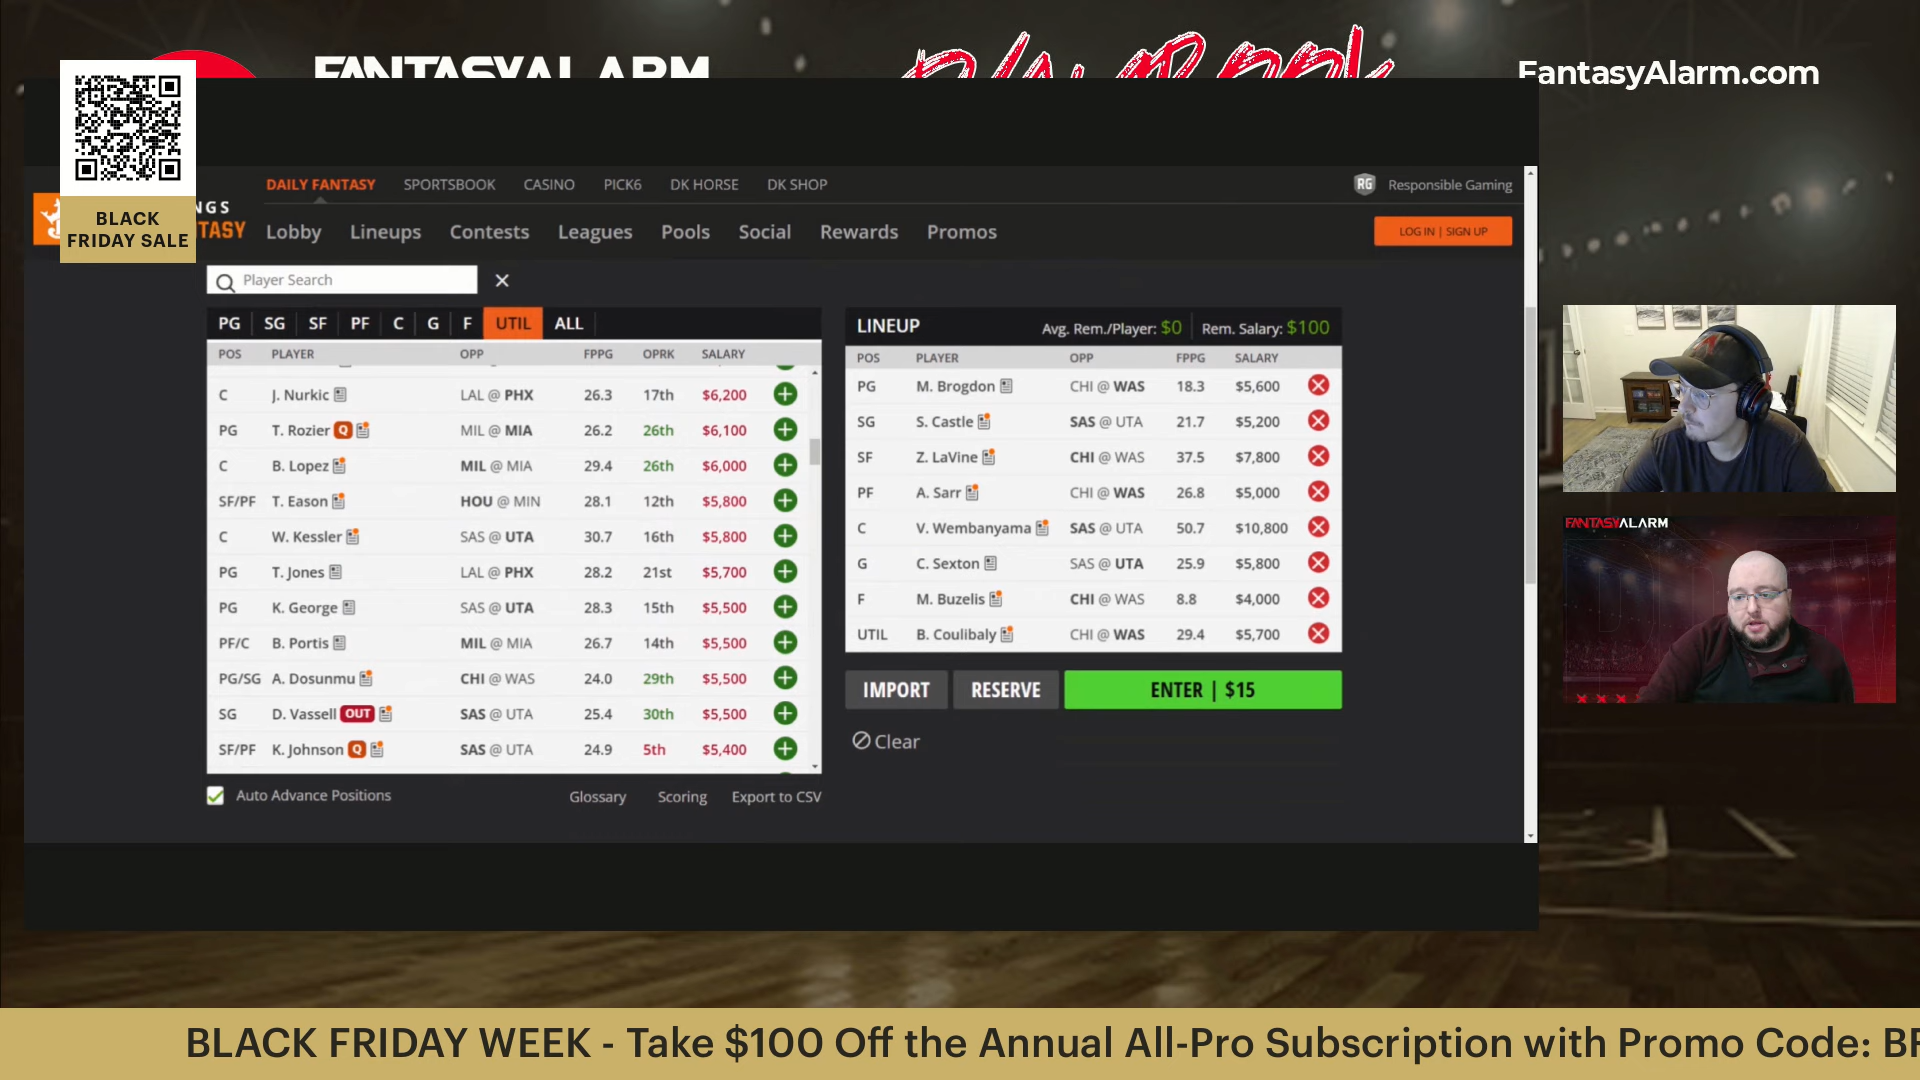 FANTASYALARM
FantasyAlarm.com
BLACK
FRIDAY SALE
NGS
TASY
DAILY FANTASY SPORTSBOOK CASINO PICK6 DK HORSE DK SHOP
RG Responsible Gaming
Lobby Lineups Contests Leagues Pools Social Rewards Promos
LOG IN | SIGN UP
Player Search
PG SG SF PF C G F UTIL ALL
POS PLAYER OPP FPPG OPRK SALARY
C J. Nurkic LAL @ PHX 26.3 17th $6,200
PG T. Rozier Q MIL @ MIA 26.2 26th $6,100
C B. Lopez MIL @ MIA 29.4 26th $6,000
SF/PF T. Eason HOU @ MIN 28.1 12th $5,800
C W. Kessler SAS @ UTA 30.7 16th $5,800
PG T. Jones LAL @ PHX 28.2 21st $5,700
PG K. George SAS @ UTA 28.3 15th $5,500
PF/C B. Portis MIL @ MIA 26.7 14th $5,500
PG/SG A. Dosunmu CHI @ WAS 24.0 29th $5,500
SG D. Vassell OUT SAS @ UTA 25.4 30th $5,500
SF/PF K. Johnson Q SAS @ UTA 24.9 5th $5,400
Auto Advance Positions
Glossary Scoring Export to CSV
LINEUP Avg. Rem./Player: $0 Rem. Salary: $100
POS PLAYER OPP FPPG SALARY
PG M. Brogdon CHI @ WAS 18.3 $5,600
SG S. Castle SAS @ UTA 21.7 $5,200
SF Z. LaVine CHI @ WAS 37.5 $7,800
PF A. Sarr CHI @ WAS 26.8 $5,000
C V. Wembanyama SAS @ UTA 50.7 $10,800
G C. Sexton SAS @ UTA 25.9 $5,800
F M. Buzelis CHI @ WAS 8.8 $4,000
UTIL B. Coulibaly CHI @ WAS 29.4 $5,700
IMPORT RESERVE ENTER | $15
Clear
FANTASYALARM
BLACK FRIDAY WEEK - Take $100 Off the Annual All-Pro Subscription with Promo Code: BF